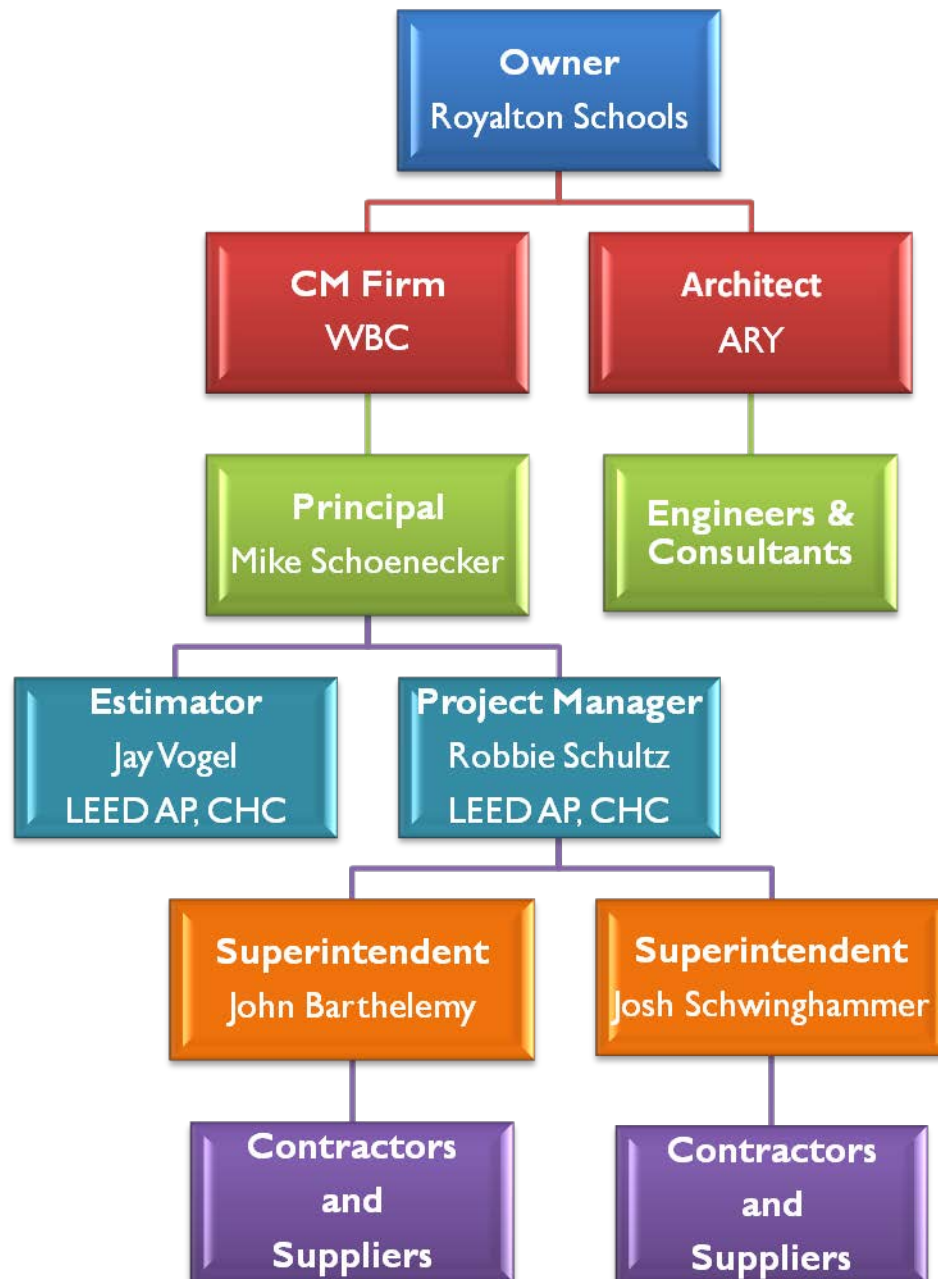 Owner
Royalton Schools
CM Firm
WBC
Architect
ARY
Principal
Mike Schoenecker
Engineers &
Consultants
Estimator
Jay Vogel
LEED AP, CHC
Project Manager
Robbie Schultz
LEED AP, CHC
Superintendent
John Barthelemy
Superintendent
Josh Schwinghammer
Contractors
and
Suppliers
Contractors
and
Suppliers